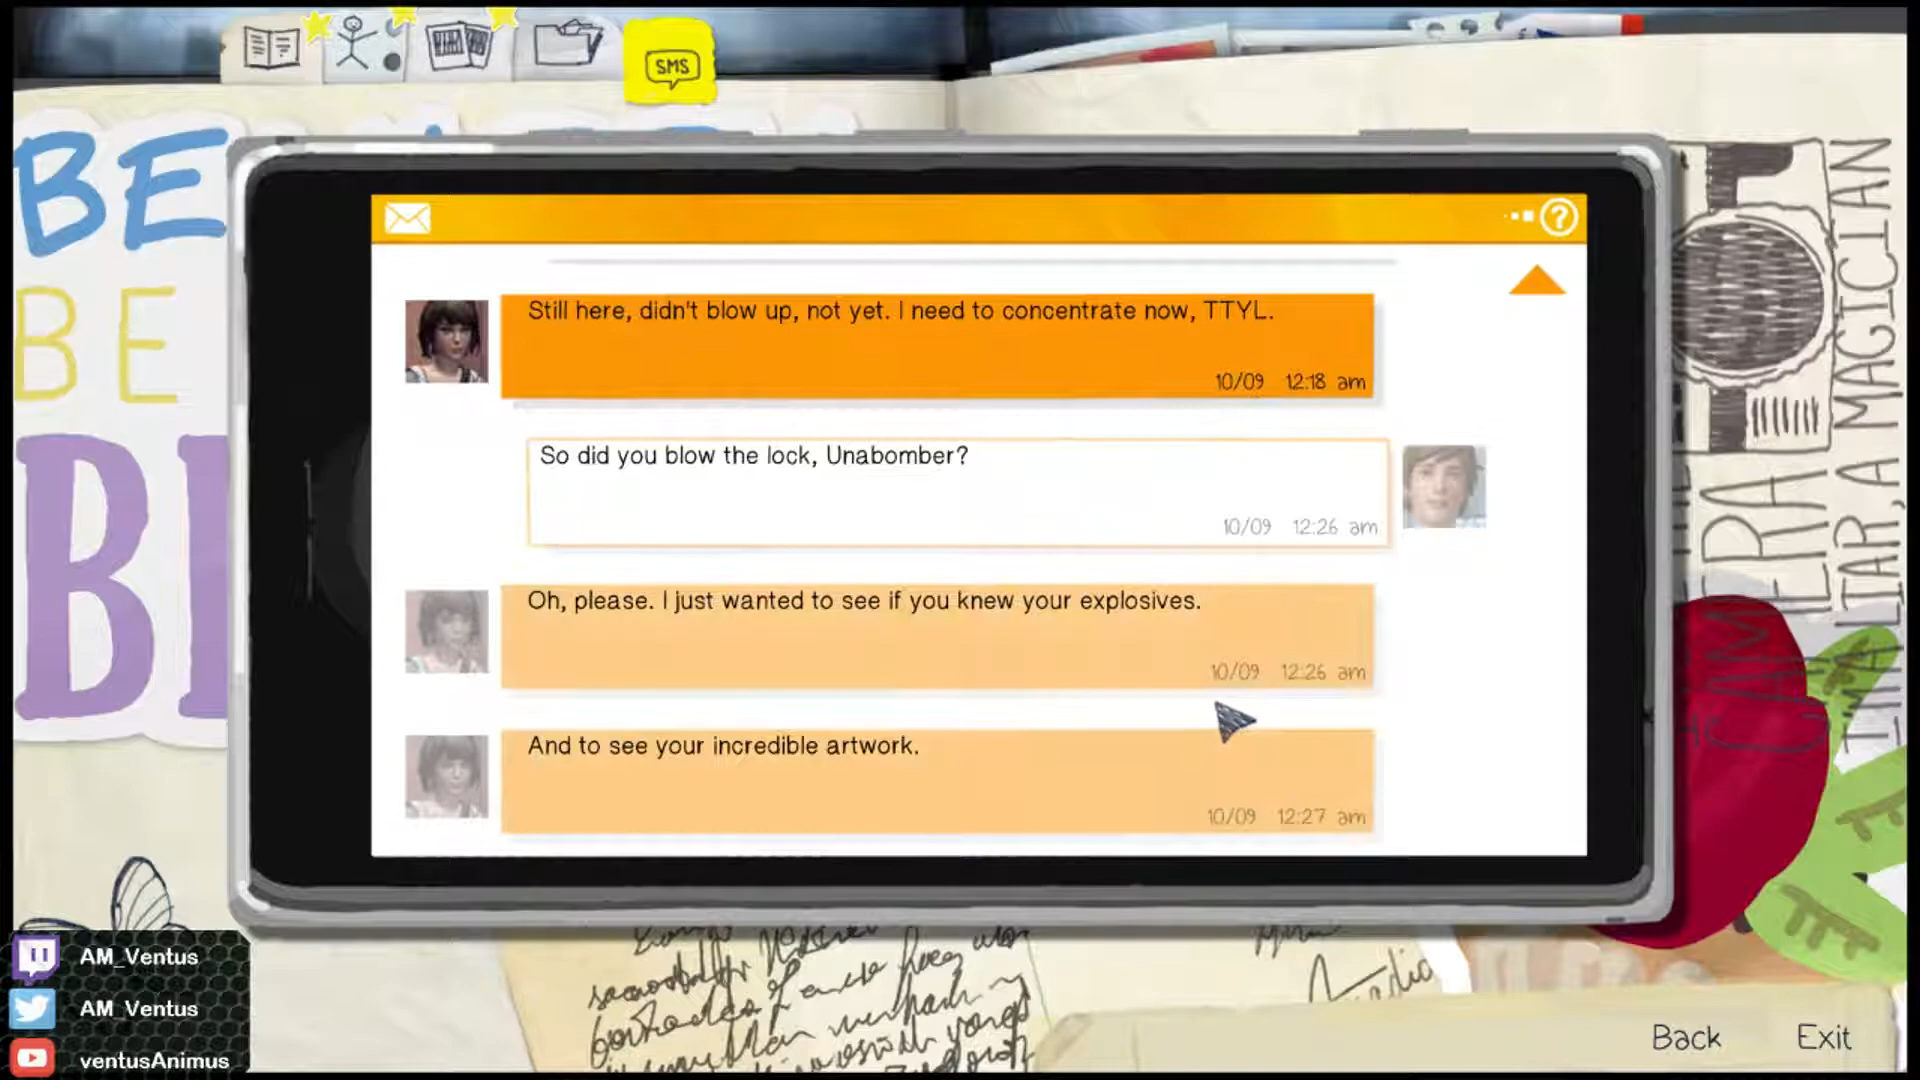 SMS
BE
BE
Still here, didn't blow up, not yet. I need to concentrate now, TTYL.
10/09 12:18 am
So did you blow the lock, Unabomber?
10/09 12:26 am
Oh, please. I just wanted to see if you knew your explosives.
10/09 12:26 am
And to see your incredible artwork.
10/09 12:27 am
LIAR, A MAGICIAN
AM_Ventus
AM_Ventus
ventusAnimus
Back
Exit